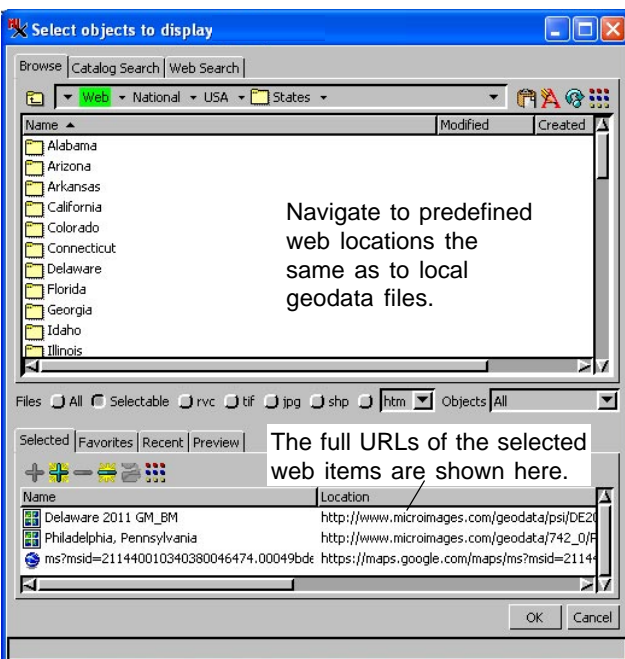 Select objects to display
Browse Catalog Search Web Search
Web National USA States
Name Modified Created
Alabama
Arizona
Arkansas
California
Colorado
Connecticut
Delaware
Florida
Georgia
Idaho
Illinois
Navigate to predefined
web locations the
same as to local
geodata files.
Files All Selectable rvc tif jpg shp htm Objects All
Selected Favorites Recent Preview
The full URLs of the selected
web items are shown here.
Name Location
Delaware 2011 GM_BM http://www.microimages.com/geodata/psi/DE20
Philadelphia, Pennsylvania http://www.microimages.com/geodata/742_0/P
ms?msid=211440010340380046474.00049bde https://maps.google.com/maps/ms?msid=21144
OK Cancel